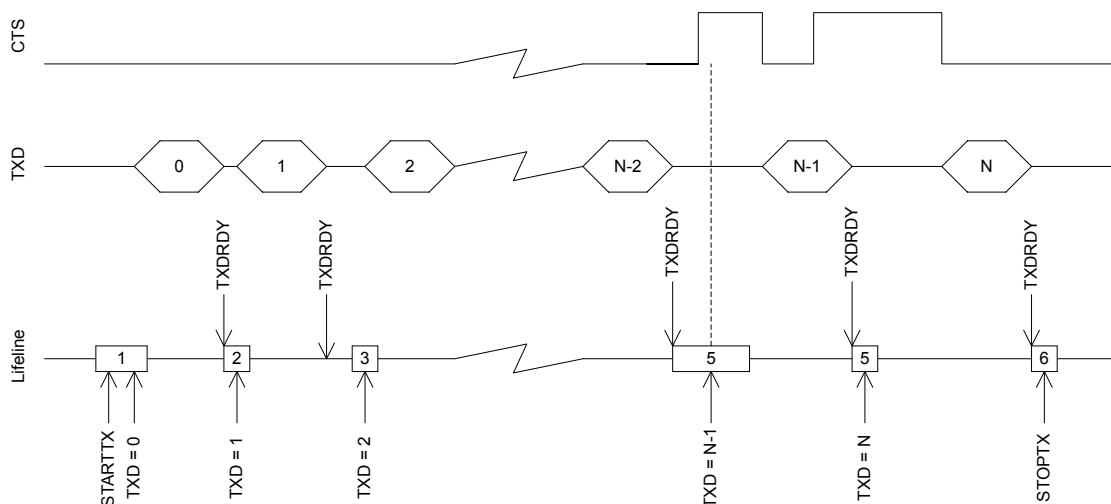 CTS
TXD
0
1
2
N-2
N-1
N
TXDRDY
TXDRDY
TXDRDY
TXDRDY
TXDRDY
Lifeline
1
2
3
5
5
6
STARTTX
TXD = 0
TXD = 1
TXD = 2
TXD = N-1
TXD = N
STOPTX